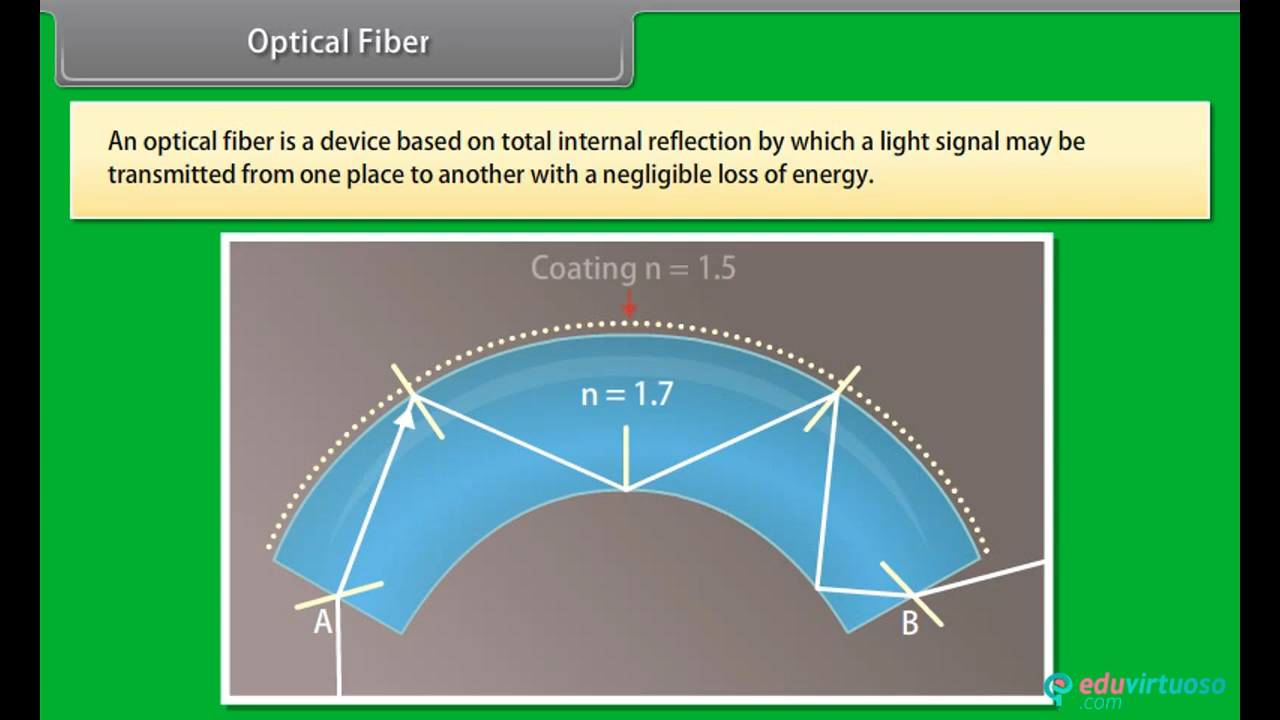 Optical Fiber
An optical fiber is a device based on total internal reflection by which a light signal may be
transmitted from one place to another with a negligible loss of energy.
Coating n = 1.5
n = 1.7
A
B
eduvirtuoso
.com